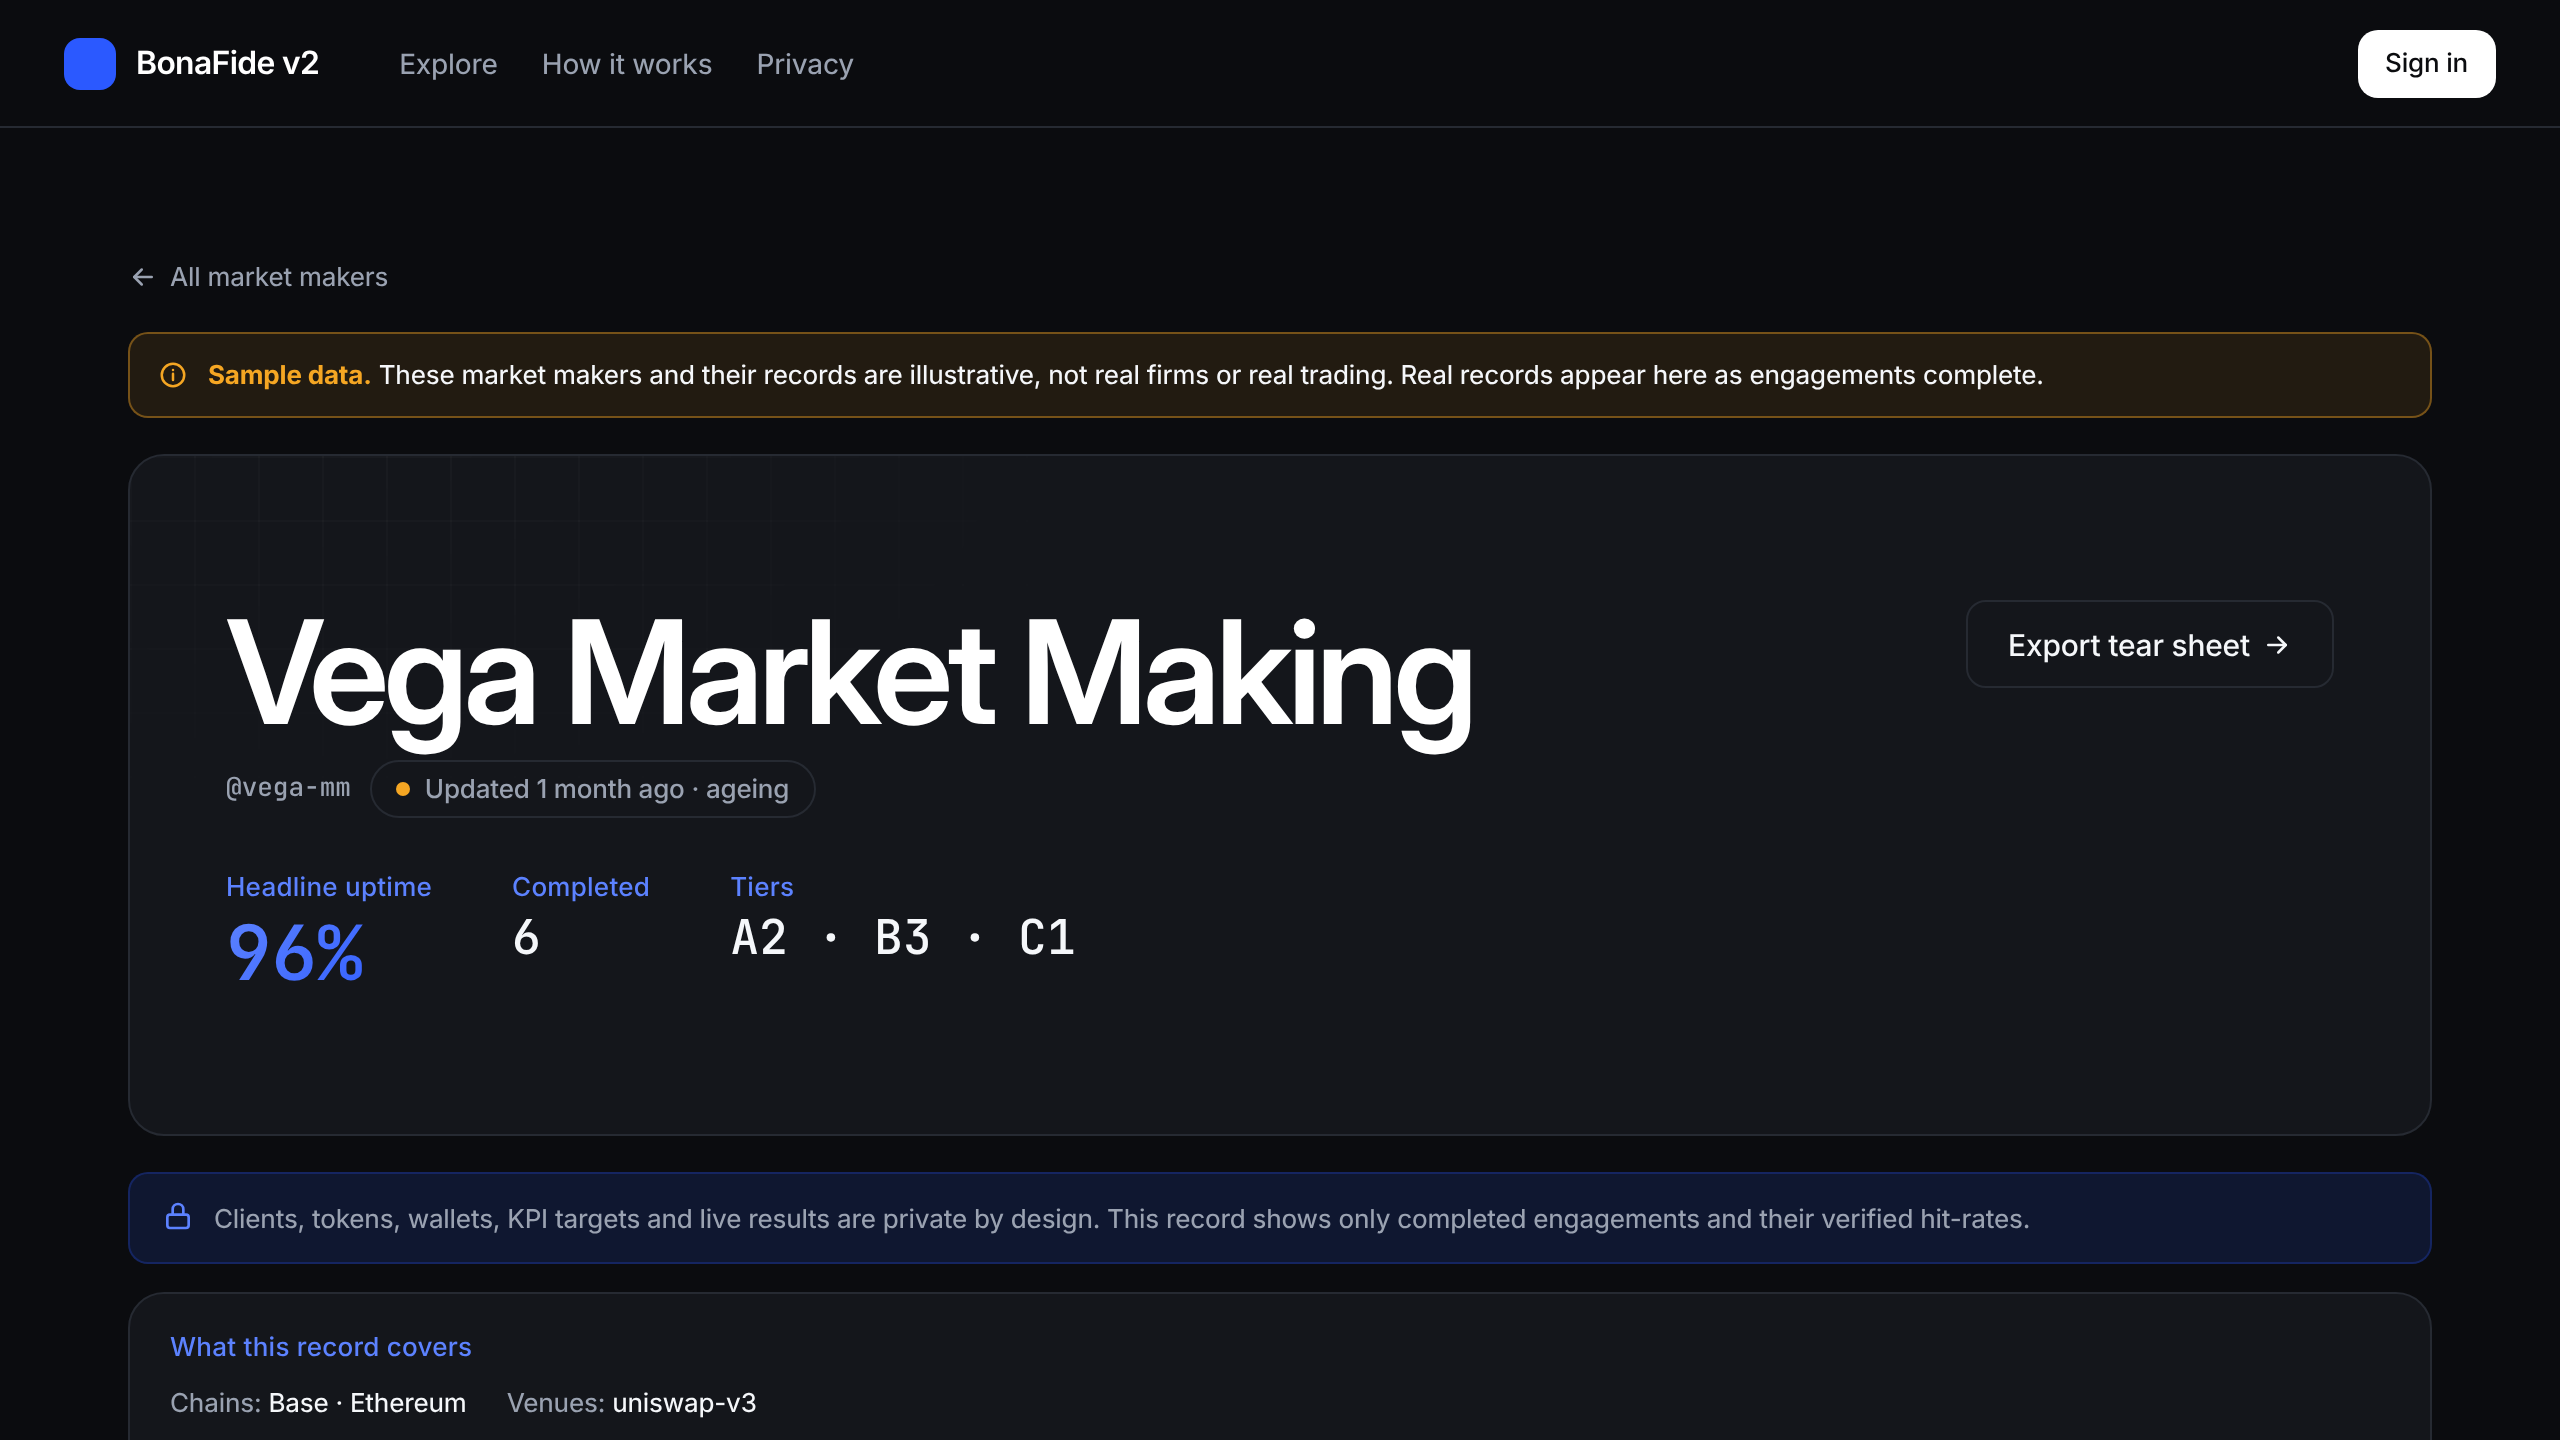 BonaFide v2
Explore
How it works
Privacy
Sign in
← All market makers
Sample data. These market makers and their records are illustrative, not real firms or real trading. Real records appear here as engagements complete.
Vega Market Making
Export tear sheet →
@vega-mm
Updated 1 month ago · ageing
Headline uptime
Completed
Tiers
96%
6
A2 · B3 · C1
Clients, tokens, wallets, KPI targets and live results are private by design. This record shows only completed engagements and their verified hit-rates.
What this record covers
Chains: Base · Ethereum
Venues: uniswap-v3